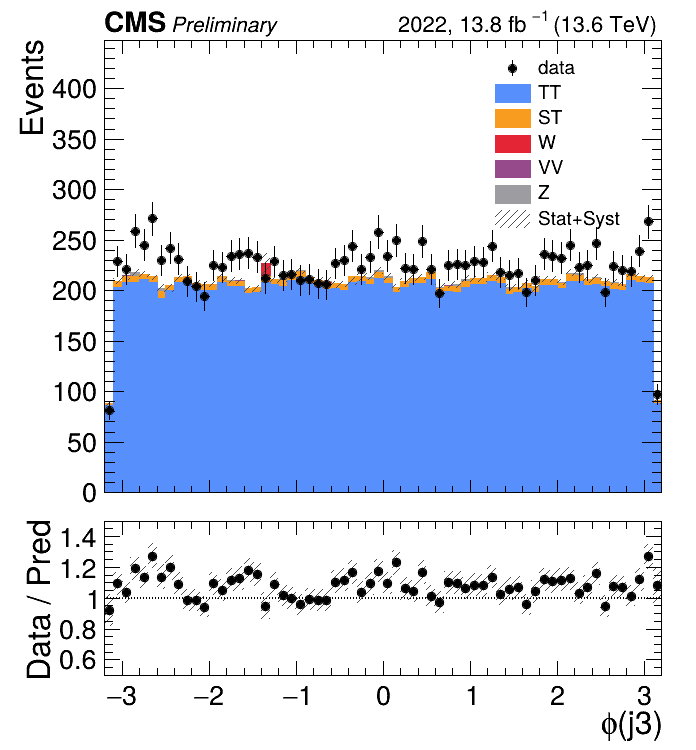 CMS Preliminary 2022, 13.8 fb⁻¹ (13.6 TeV)
Events
400
350
300
250
200
150
100
50
0
data
TT
ST
W
VV
Z
Stat+Syst
Data / Pred
1.4
1.2
1
0.8
0.6
−3 −2 −1 0 1 2 3
ϕ(j3)